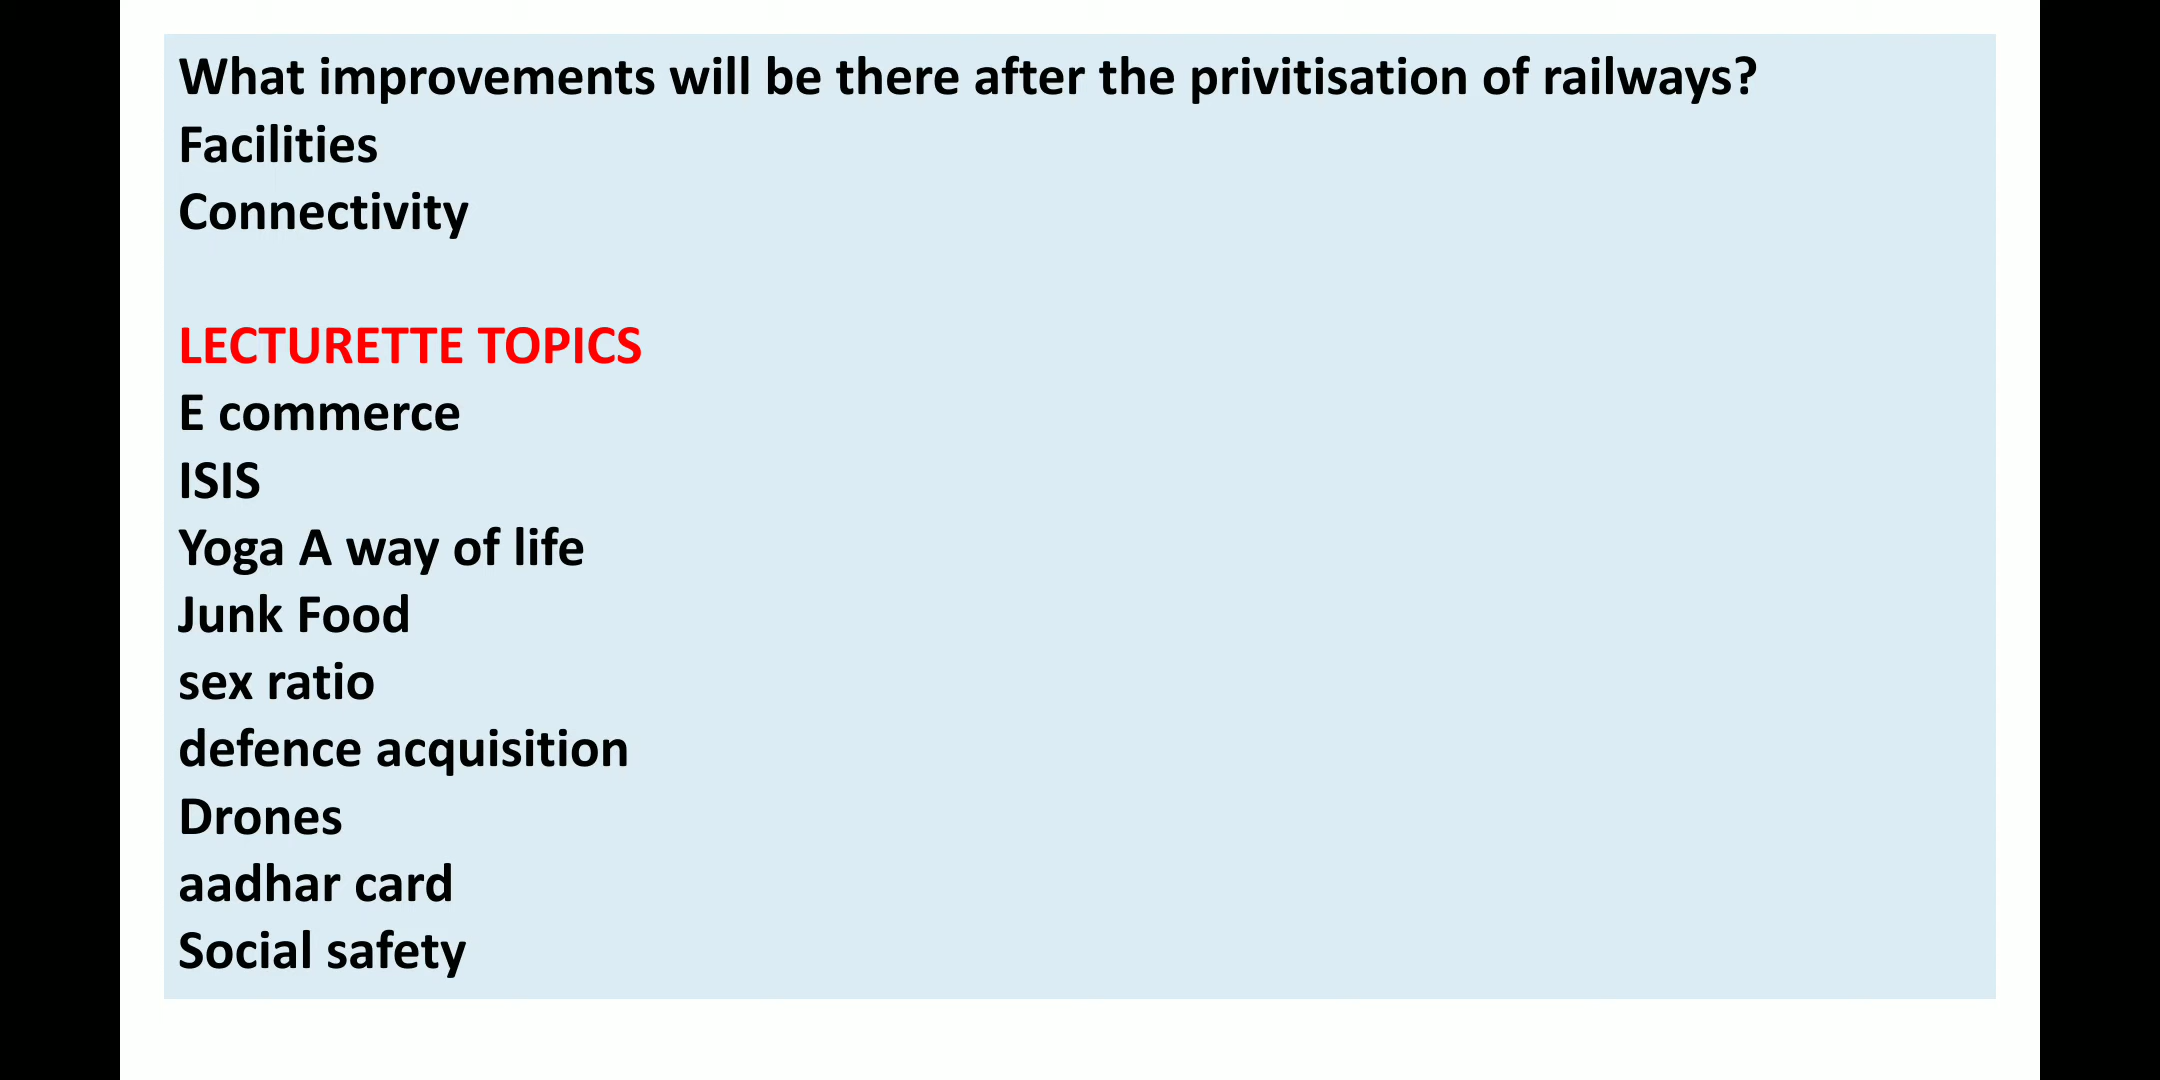 What improvements will be there after the privitisation of railways?
Facilities
Connectivity
LECTURETTE TOPICS
E commerce
ISIS
Yoga A way of life
Junk Food
sex ratio
defence acquisition
Drones
aadhar card
Social safety